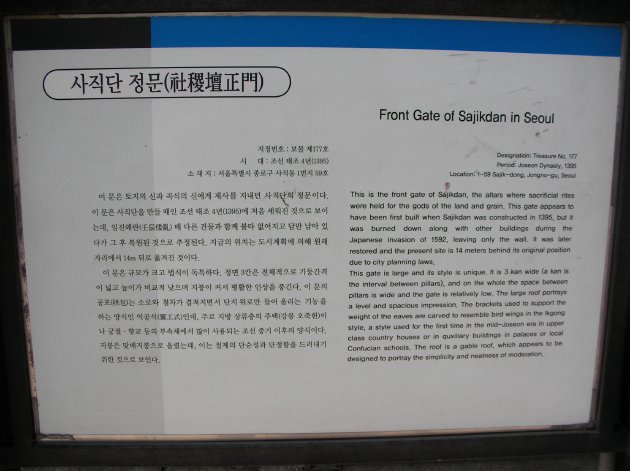 사직단 정문(社稷壇正門)
지정번호 : 보물 제177호
시 대 : 조선 태조 4년(1395)
소 재 지 : 서울특별시 종로구 사직동 1번지 59호
이 문은 토지의 신과 곡식의 신에게 제사를 지내던 사직단의 정문이다.
이 문은 사직단을 만들 때인 조선 태조 4년(1395)에 처음 세워진 것으로 보이
는데, 임진왜란(壬辰倭亂) 때 다른 건물과 함께 불타 없어지고 담만 남아 있
다가 그 후 복원된 것으로 추정된다. 지금의 위치는 도시계획에 의해 원래
자리에서 14m 뒤로 옮겨진 것이다.
이 문은 규모가 크고 법식이 독특하다. 정면 3칸은 전체적으로 기둥간격
이 넓고 높이가 비교적 낮으며 지붕이 커서 평활한 인상을 풍긴다. 이 문의
공포(栱包)는 소로와 첨차가 겹쳐지면서 단지 위로만 들어 올리는 기능을
하는 양식인 익공식(翼工式)인데, 주로 지방 상류층의 주택(강릉 오죽헌)이
나 궁궐·향교 등의 부속채에서 많이 사용되는 조선 중기 이후의 양식이다.
지붕은 맞배지붕으로 올렸는데, 이는 절제의 단순성과 단정함을 드러내기
위한 것으로 보인다.
Front Gate of Sajikdan in Seoul
Designation: Treasure No. 177
Period: Joseon Dynasty, 1395
Location: 1-59 Sajik-dong, Jongno-gu, Seoul
This is the front gate of Sajikdan, the altars where sacrificial rites
were held for the gods of the land and grain. This gate appears to
have been first built when Sajikdan was constructed in 1395, but it
was burned down along with other buildings during the
Japanese invasion of 1592, leaving only the wall. It was later
restored and the present site is 14 meters behind its original position
due to city planning laws.
This gate is large and its style is unique. It is 3 kan wide (a kan is
the interval between pillars), and on the whole the space between
pillars is wide and the gate is relatively low. The large roof portrays
a level and spacious impression. The brackets used to support the
weight of the eaves are carved to resemble bird wings in the Ikgong
style, a style used for the first time in the mid-Joseon era in upper
class country houses or in quxiliary buildings in palaces or local
Confucian schools. The roof is a gable roof, which appears to be
designed to portray the simplicity and neatness of moderation.